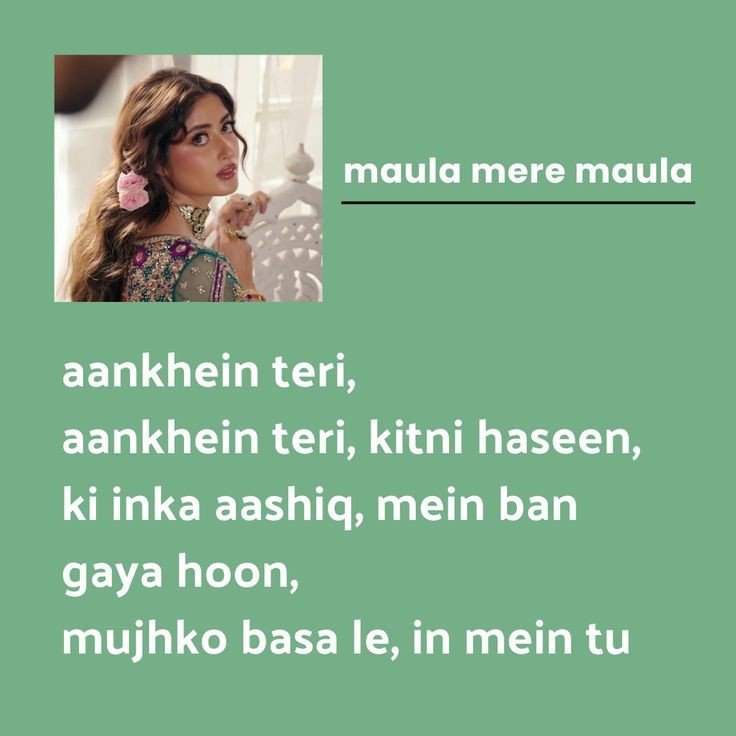 maula mere maula
aankhein teri,
aankhein teri, kitni haseen,
ki inka aashiq, mein ban
gaya hoon,
mujhko basa le, in mein tu